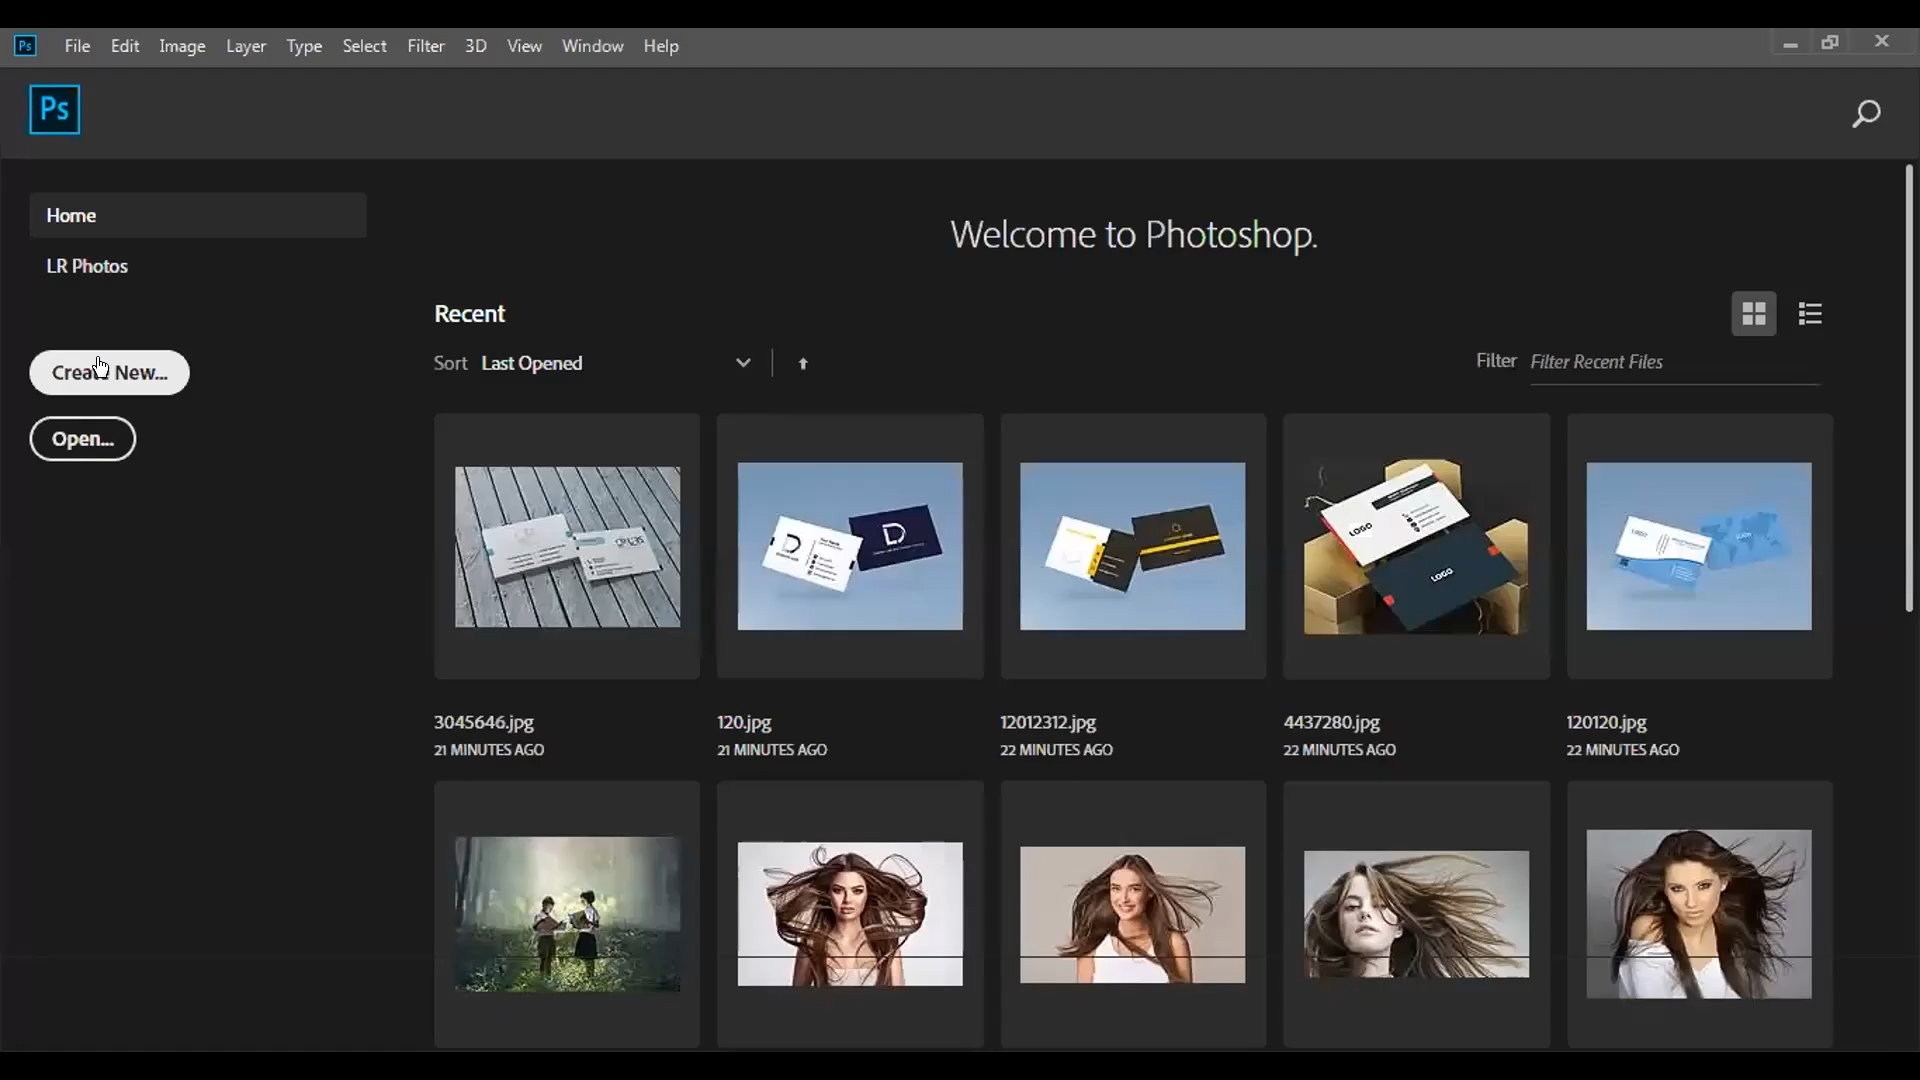 Ps File Edit Image Layer Type Select Filter 3D View Window Help
Ps
Home
LR Photos
Create New...
Open...
Welcome to Photoshop.
Recent
Sort Last Opened
Filter Filter Recent Files
LOGO
LOGO
3045646.jpg
21 MINUTES AGO
120.jpg
21 MINUTES AGO
12012312.jpg
22 MINUTES AGO
4437280.jpg
22 MINUTES AGO
120120.jpg
22 MINUTES AGO